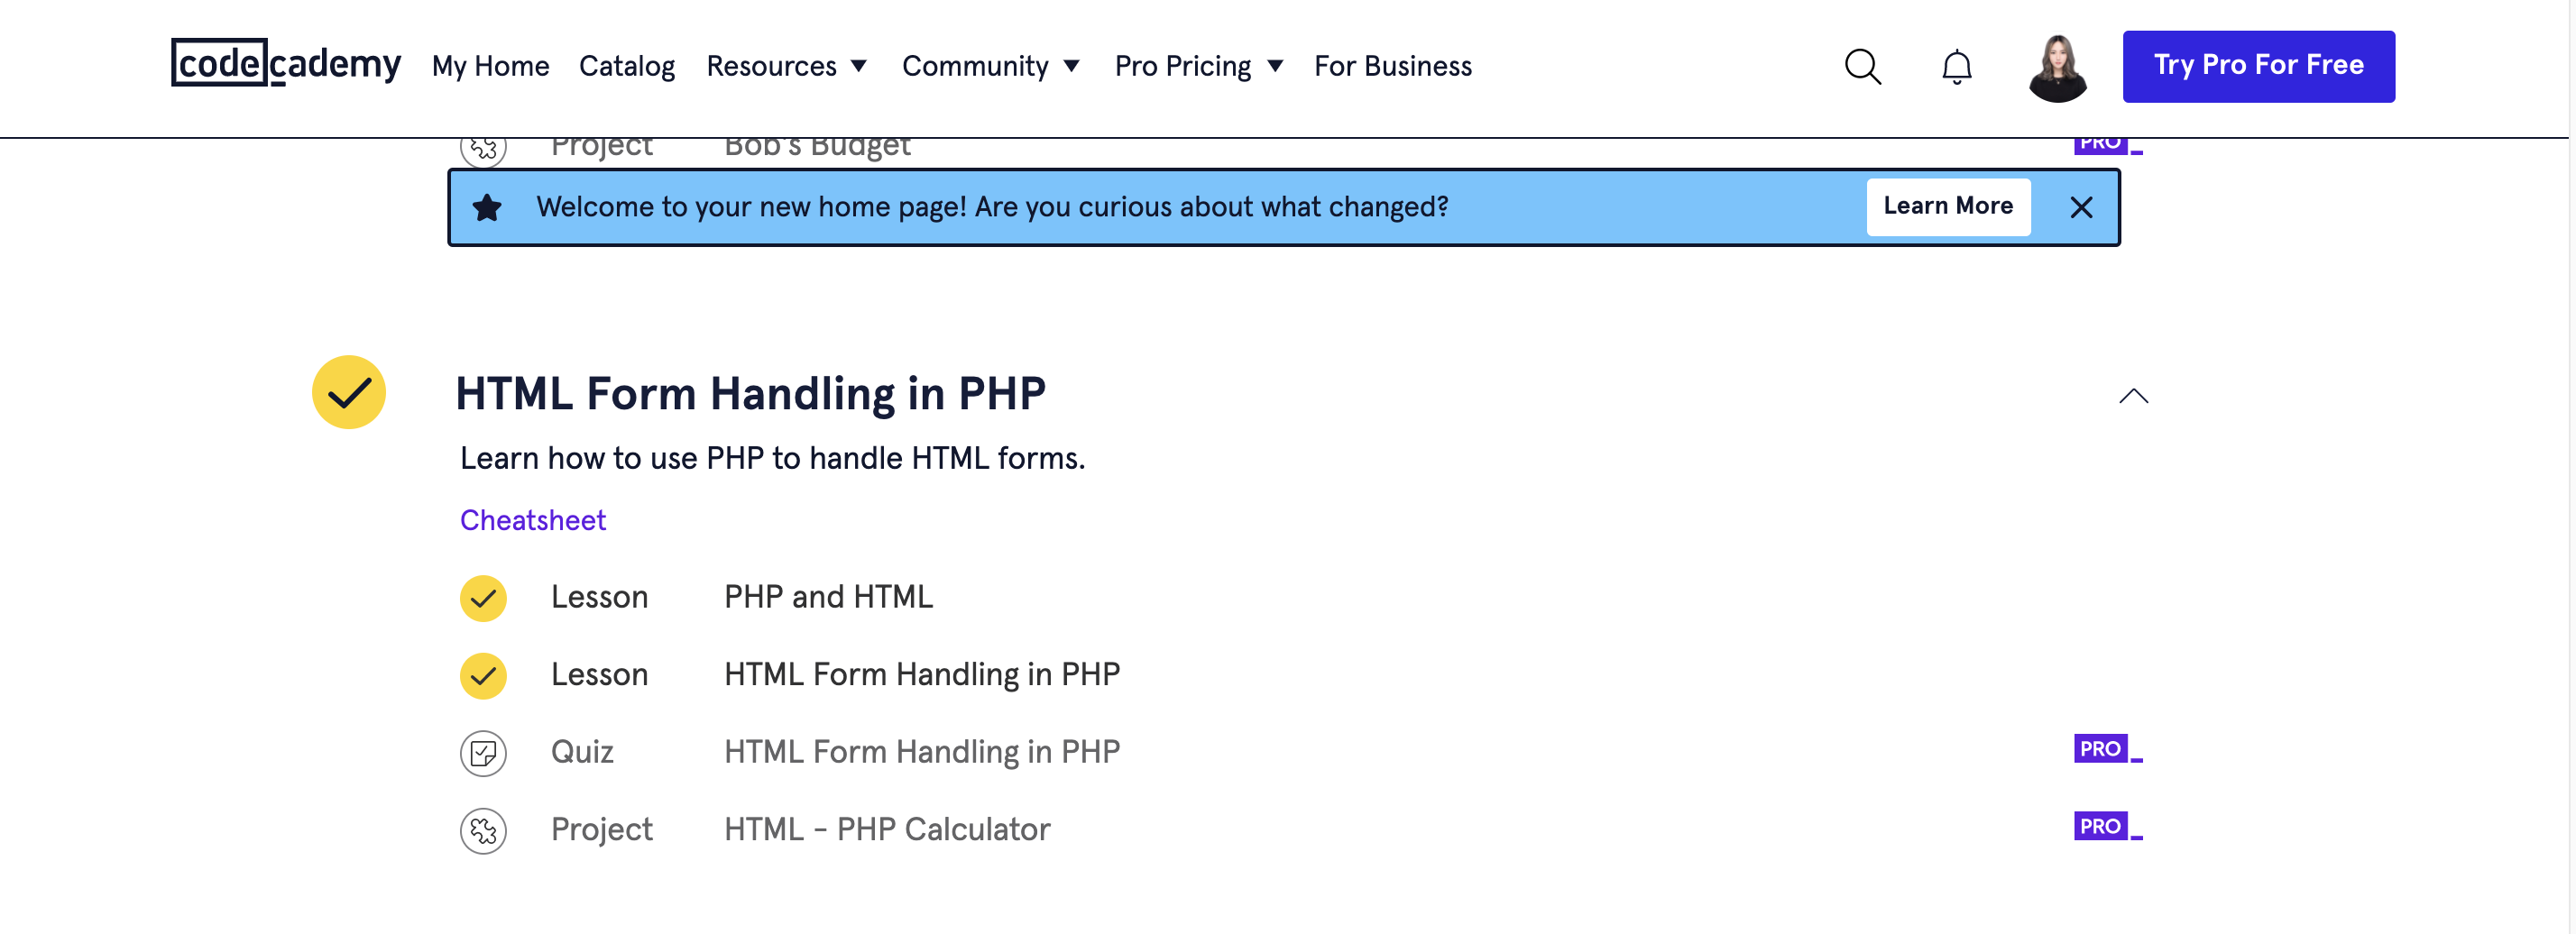 codecademy My Home Catalog Resources Community Pro Pricing For Business Try Pro For Free
Project Bob's Budget PRO
Welcome to your new home page! Are you curious about what changed? Learn More
HTML Form Handling in PHP
Learn how to use PHP to handle HTML forms.
Cheatsheet
Lesson PHP and HTML
Lesson HTML Form Handling in PHP
Quiz HTML Form Handling in PHP PRO
Project HTML - PHP Calculator PRO